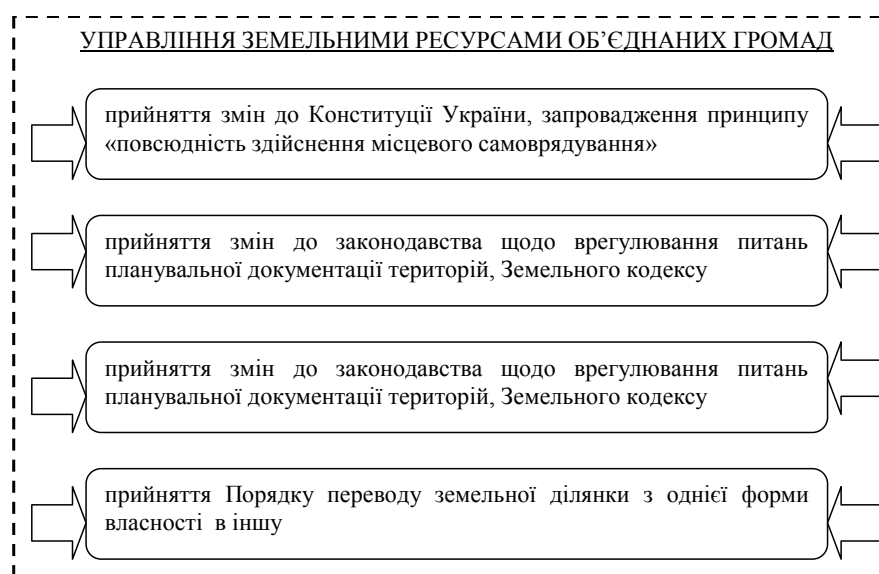 УПРАВЛІННЯ ЗЕМЕЛЬНИМИ РЕСУРСАМИ ОБ’ЄДНАНИХ ГРОМАД
прийняття змін до Конституції України, запровадження принципу
«повсюдність здійснення місцевого самоврядування»
прийняття змін до законодавства щодо врегулювання питань
планувальної документації територій, Земельного кодексу
прийняття змін до законодавства щодо врегулювання питань
планувальної документації територій, Земельного кодексу
прийняття Порядку переводу земельної ділянки з однієї форми
власності в іншу